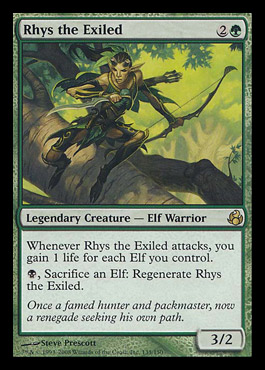 Rhys the Exiled 2
Legendary Creature — Elf Warrior
Whenever Rhys the Exiled attacks, you
gain 1 life for each Elf you control.
, Sacrifice an Elf: Regenerate Rhys
the Exiled.
Once a famed hunter and packmaster, now
a renegade seeking his own path.
Steve Prescott
3/2